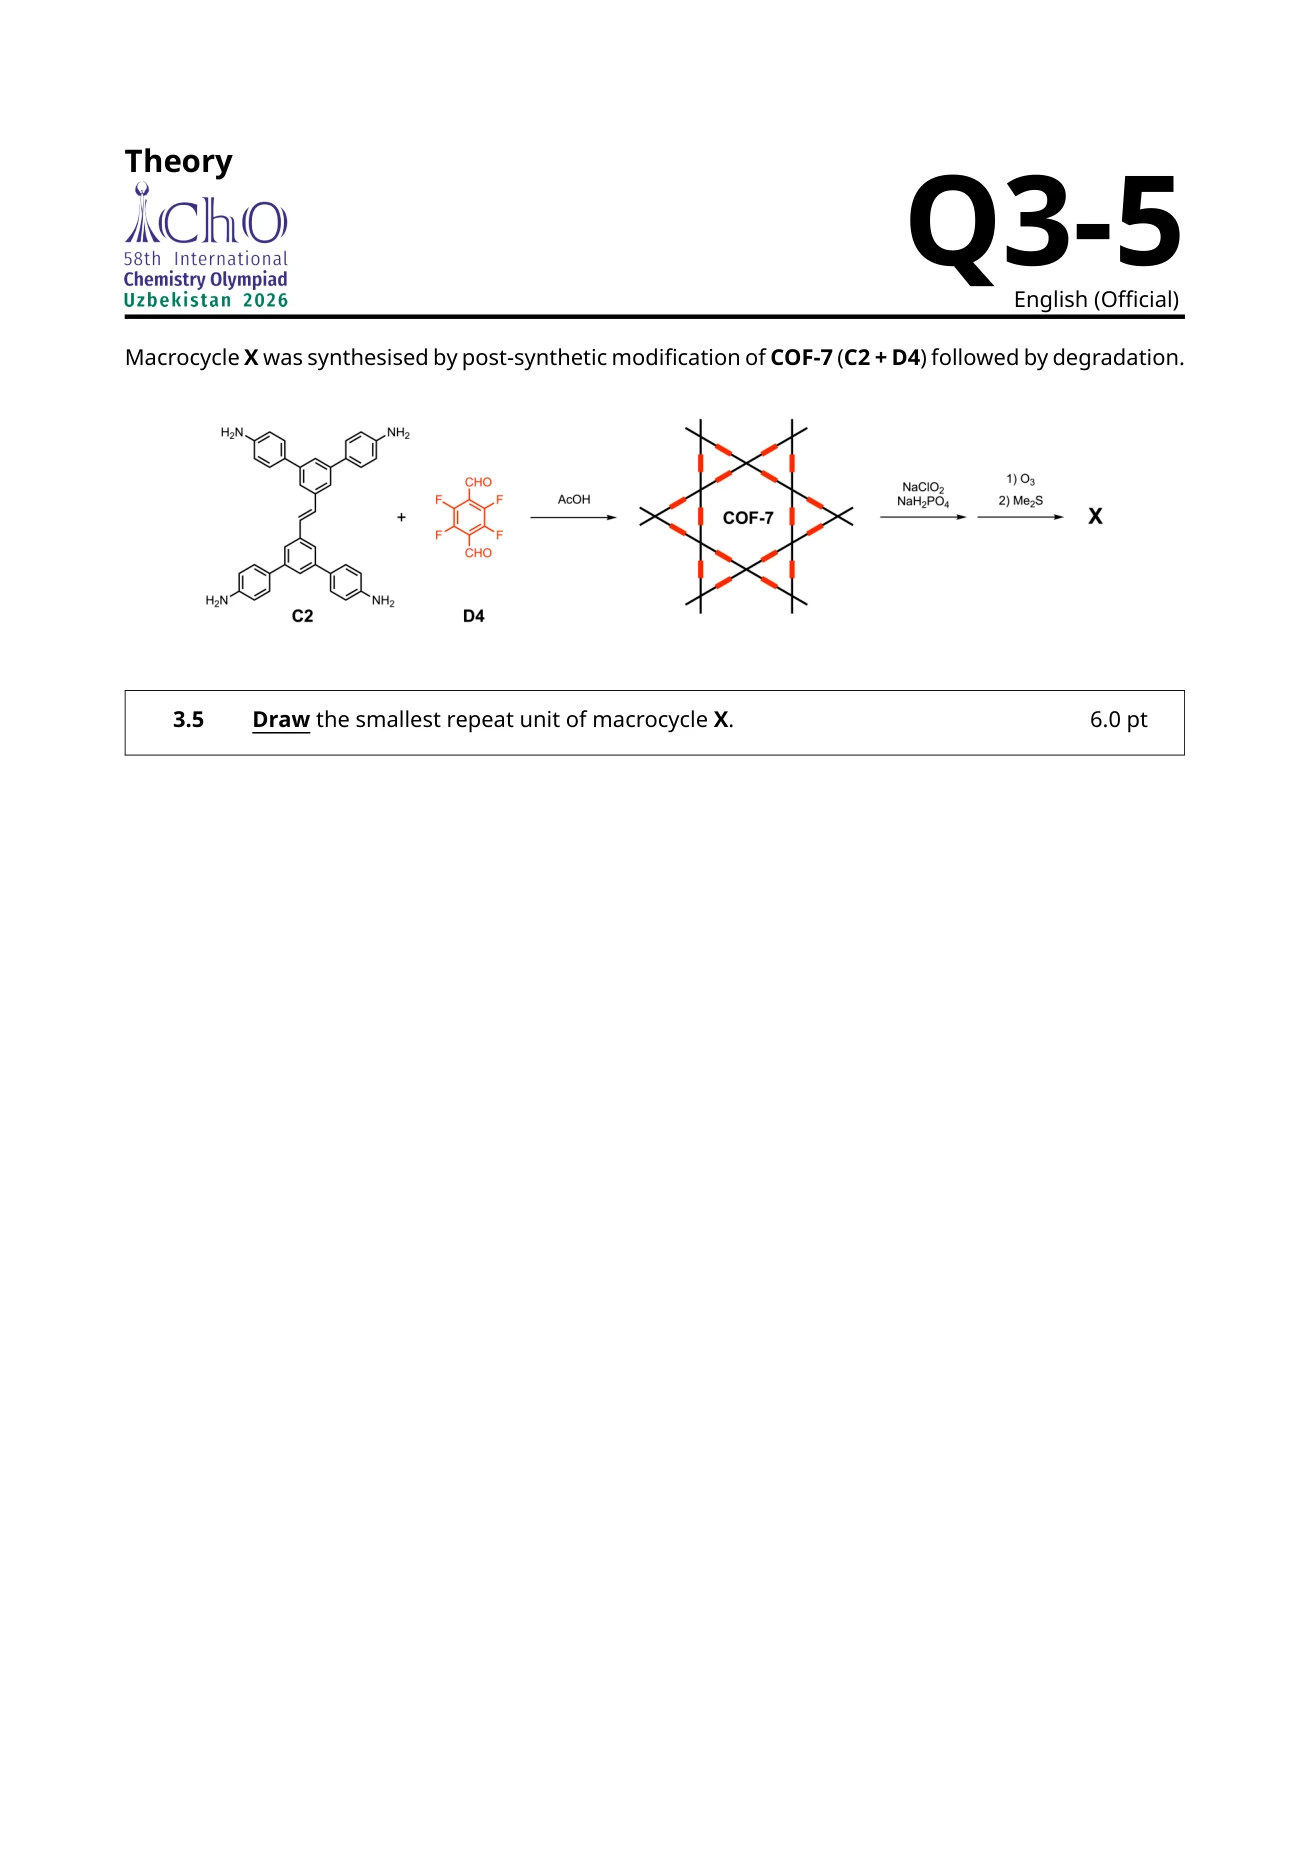 Theory
IChO
58th International
Chemistry Olympiad
Uzbekistan 2026
Q3-5
English (Official)
Macrocycle X was synthesised by post-synthetic modification of COF-7 (C2 + D4) followed by degradation.
H₂N
NH₂
H₂N
NH₂
C2
+
CHO
F
F
F
F
CHO
D4
AcOH
COF-7
NaClO₂
NaH₂PO₄
1) O₃
2) Me₂S
X
3.5 Draw the smallest repeat unit of macrocycle X. 6.0 pt